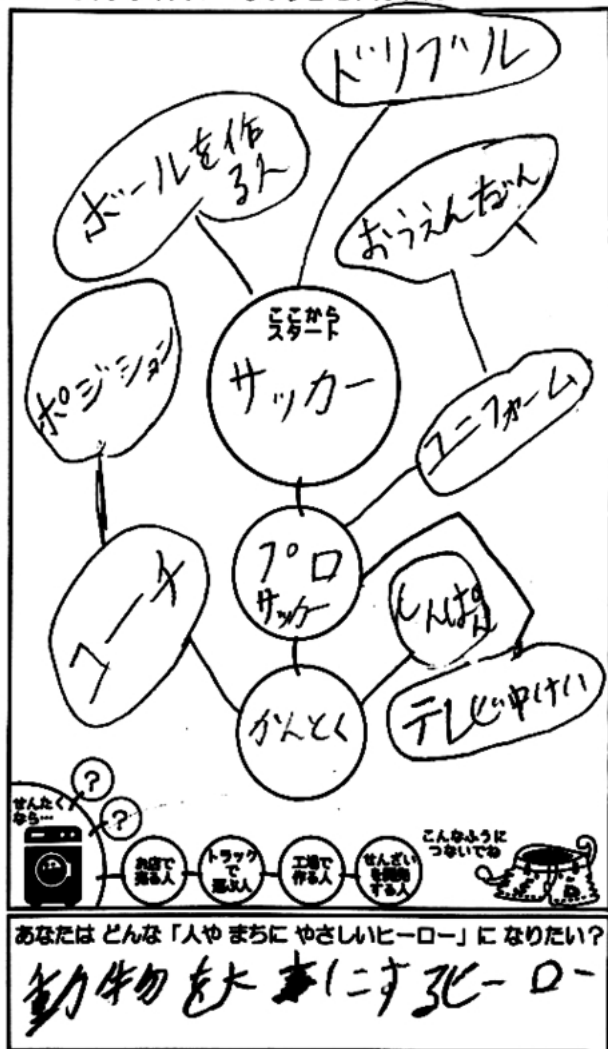 ドリブル
ボールを作
る人
おうえんだん
ポジション
ここから
スタート
サッカー
ユニフォーム
プロ
サッカー
コーチ
しんぱん
かんとく
テレビ中けい
?
?
せんたく
なら…
お店で
売る人
トラック
で
運ぶ人
工場で
作る人
せんざい
を開発
する人
こんなふうに
つないでね
あなたは どんな「人や まちに やさしいヒーロー」に なりたい?
動物を大事にするヒーロー